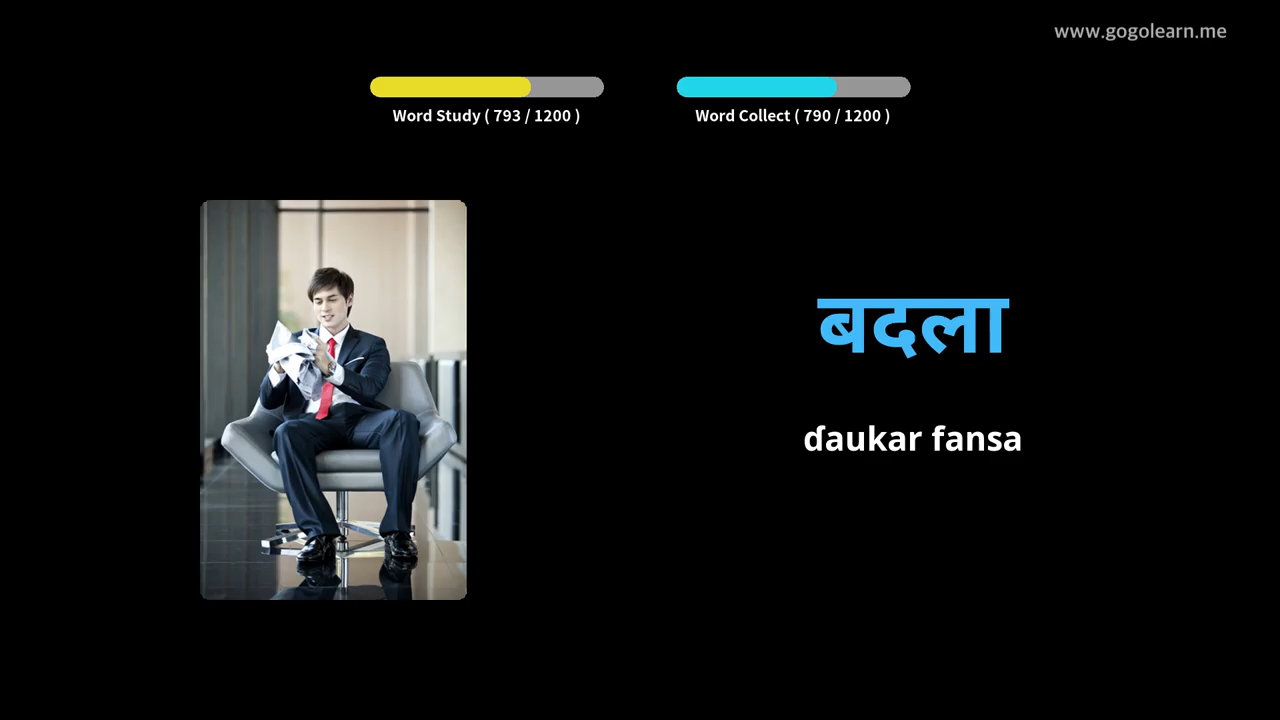 www.gogolearn.me
Word Study ( 793 / 1200 )
Word Collect ( 790 / 1200 )
बदला
ɗaukar fansa